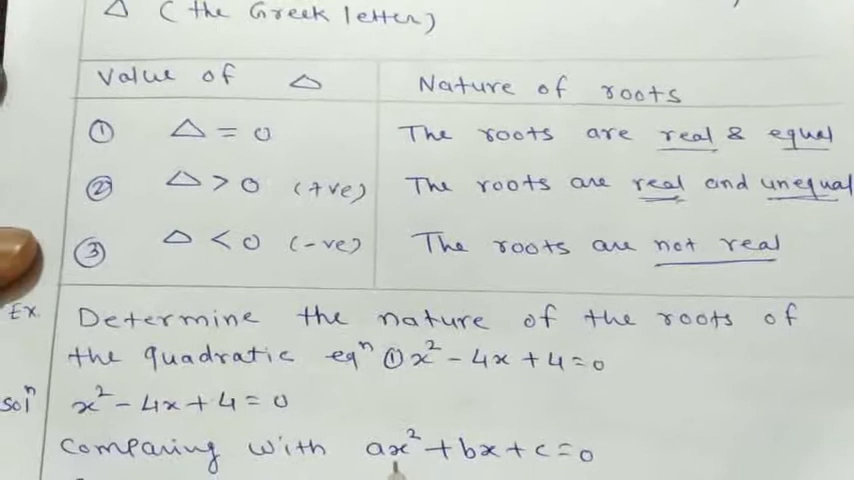 △ (the Greek letter)
Value of △ Nature of roots
① △ = 0 The roots are real & equal
② △ > 0 (+ve) The roots are real and unequal
③ △ < 0 (-ve) The roots are not real
Ex. Determine the nature of the roots of
the quadratic eqⁿ ① x² - 4x + 4 = 0
solⁿ x² - 4x + 4 = 0
Comparing with ax² + bx + c = 0